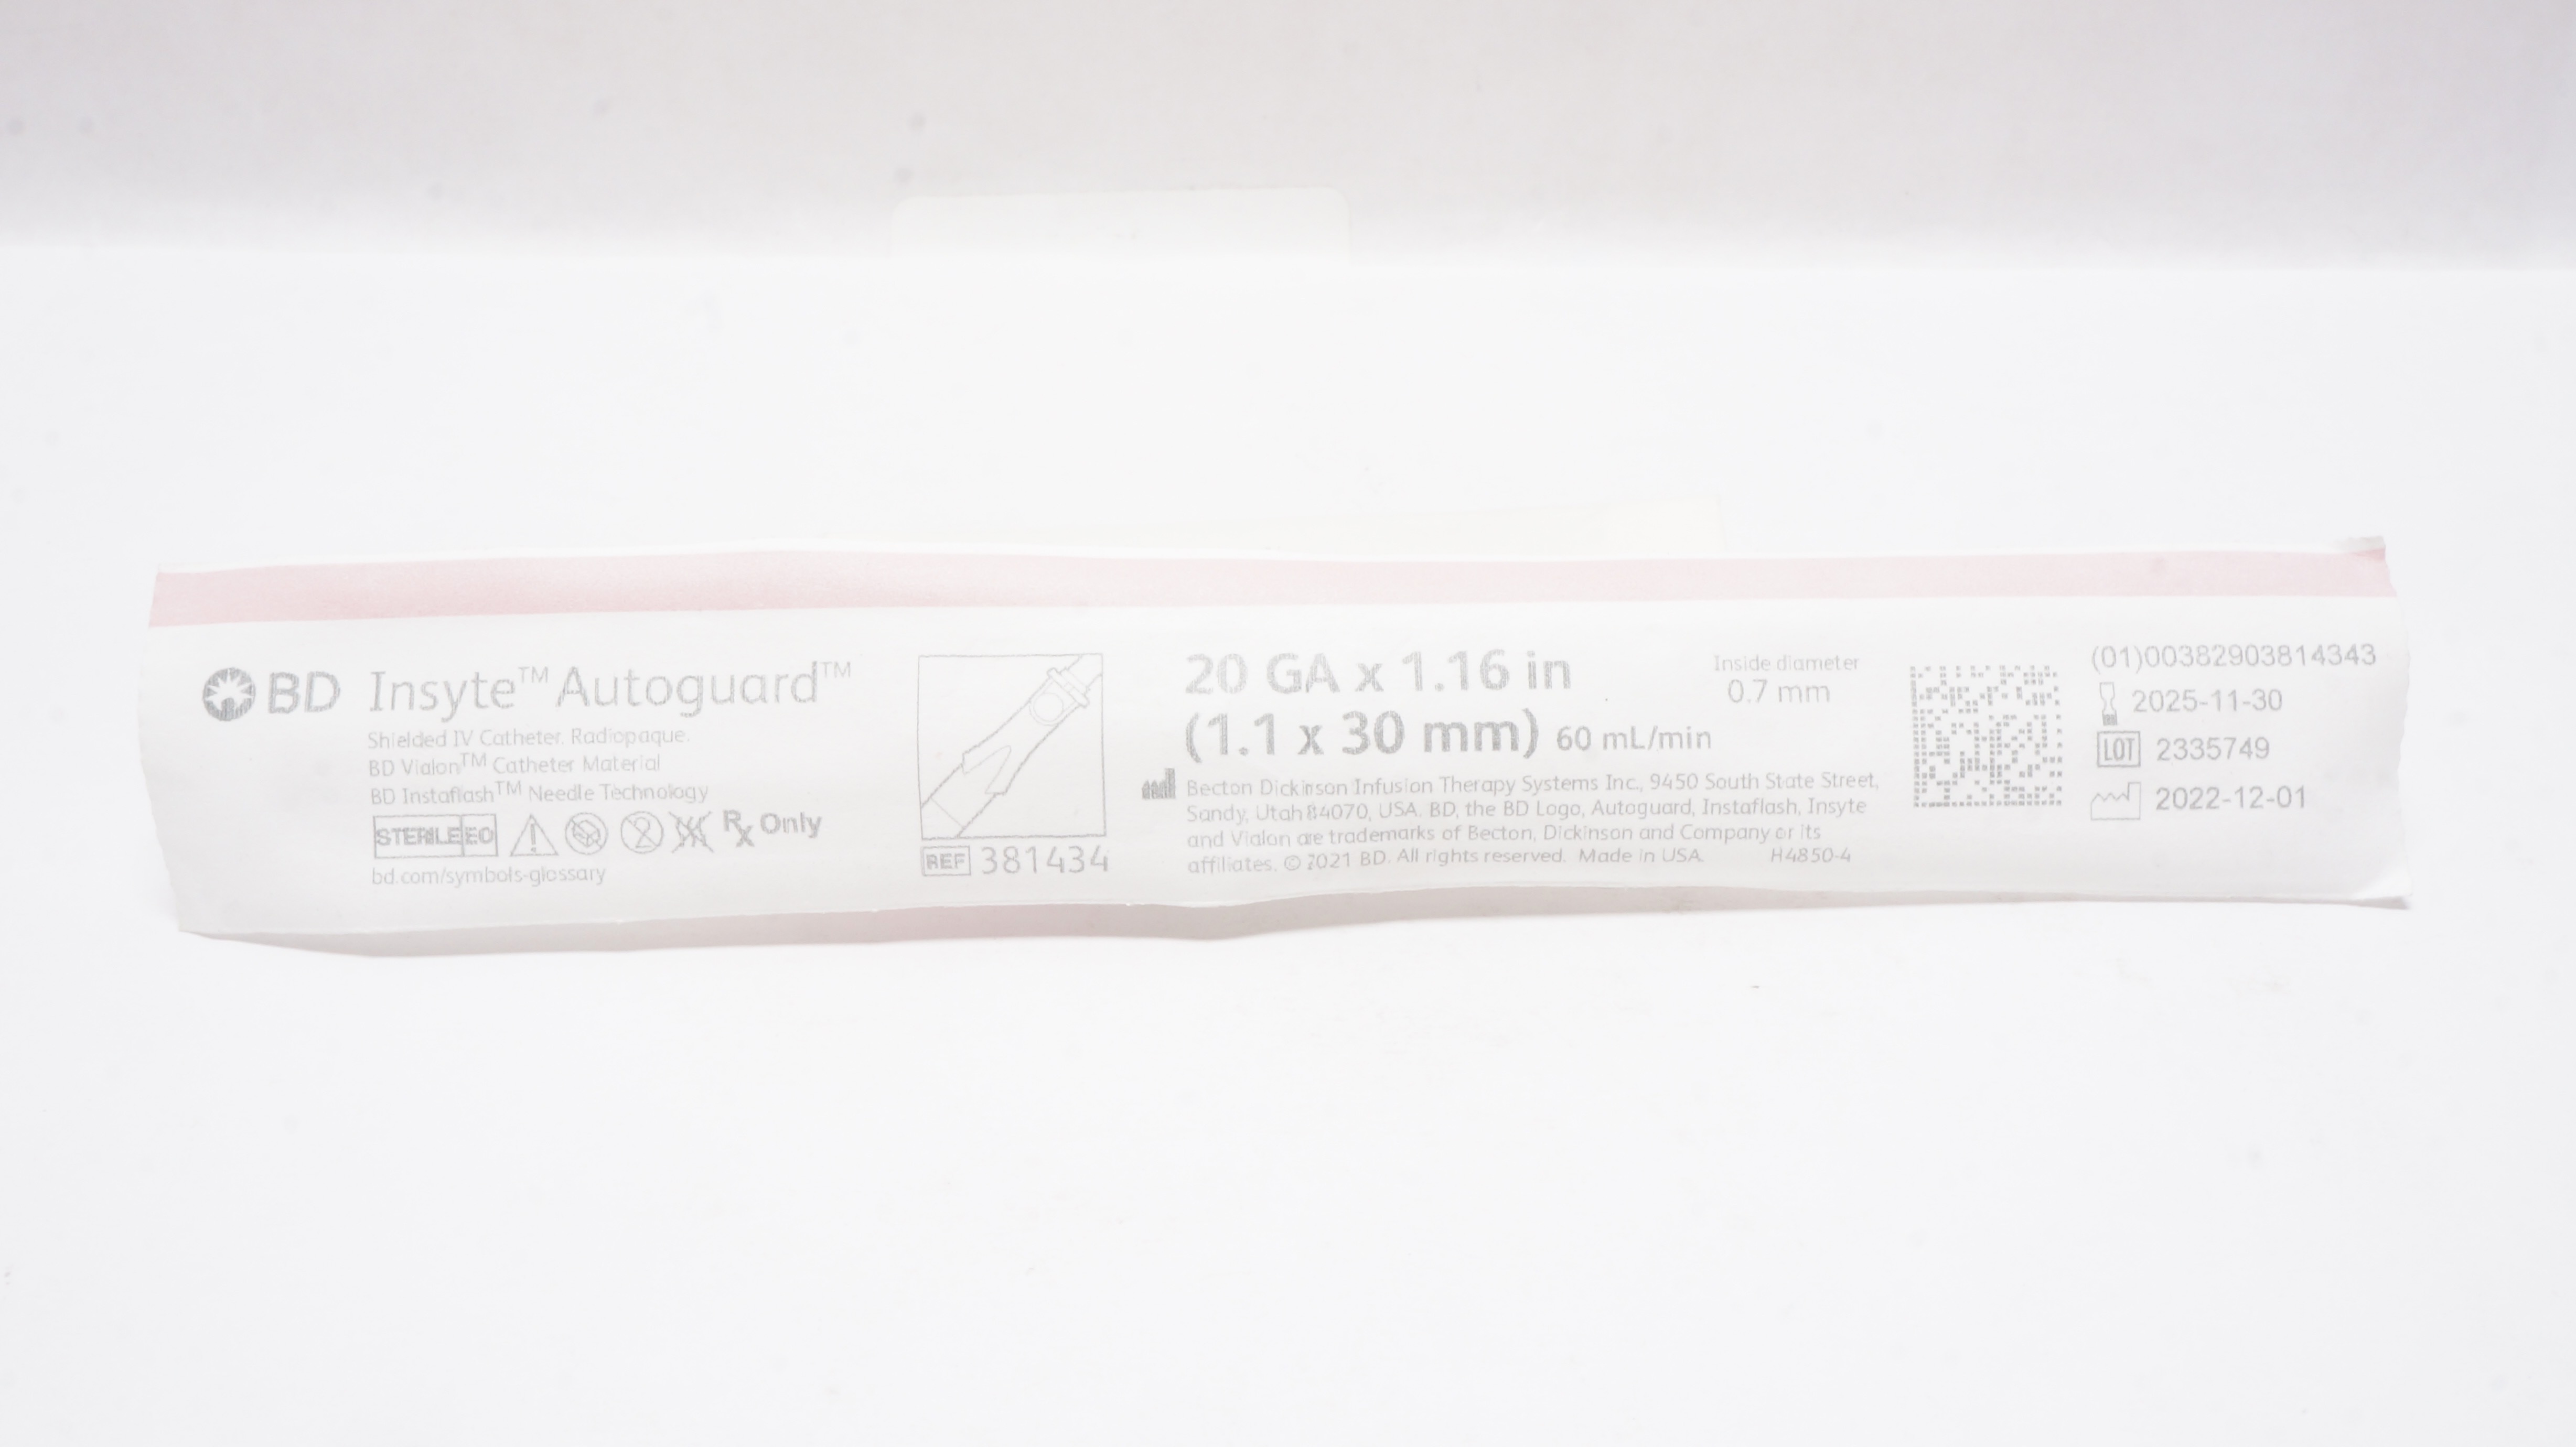 BD Insyte™ Autoguard™
Shielded IV Catheter. Radiopaque.
BD Vialon™ Catheter Material
BD Instaflash™ Needle Technology
STERILE EO 2 Rx Only
bd.com/symbols-glossary
REF 381434
20 GA x 1.16 in
(1.1 x 30 mm) 60 mL/min
Inside diameter
0.7 mm
Becton Dickinson Infusion Therapy Systems Inc., 9450 South State Street,
Sandy, Utah 84070, USA. BD, the BD Logo, Autoguard, Instaflash, Insyte
and Vialon are trademarks of Becton, Dickinson and Company or its
affiliates. © 2021 BD. All rights reserved. Made in USA. H4850-4
(01)00382903814343
2025-11-30
LOT 2335749
2022-12-01